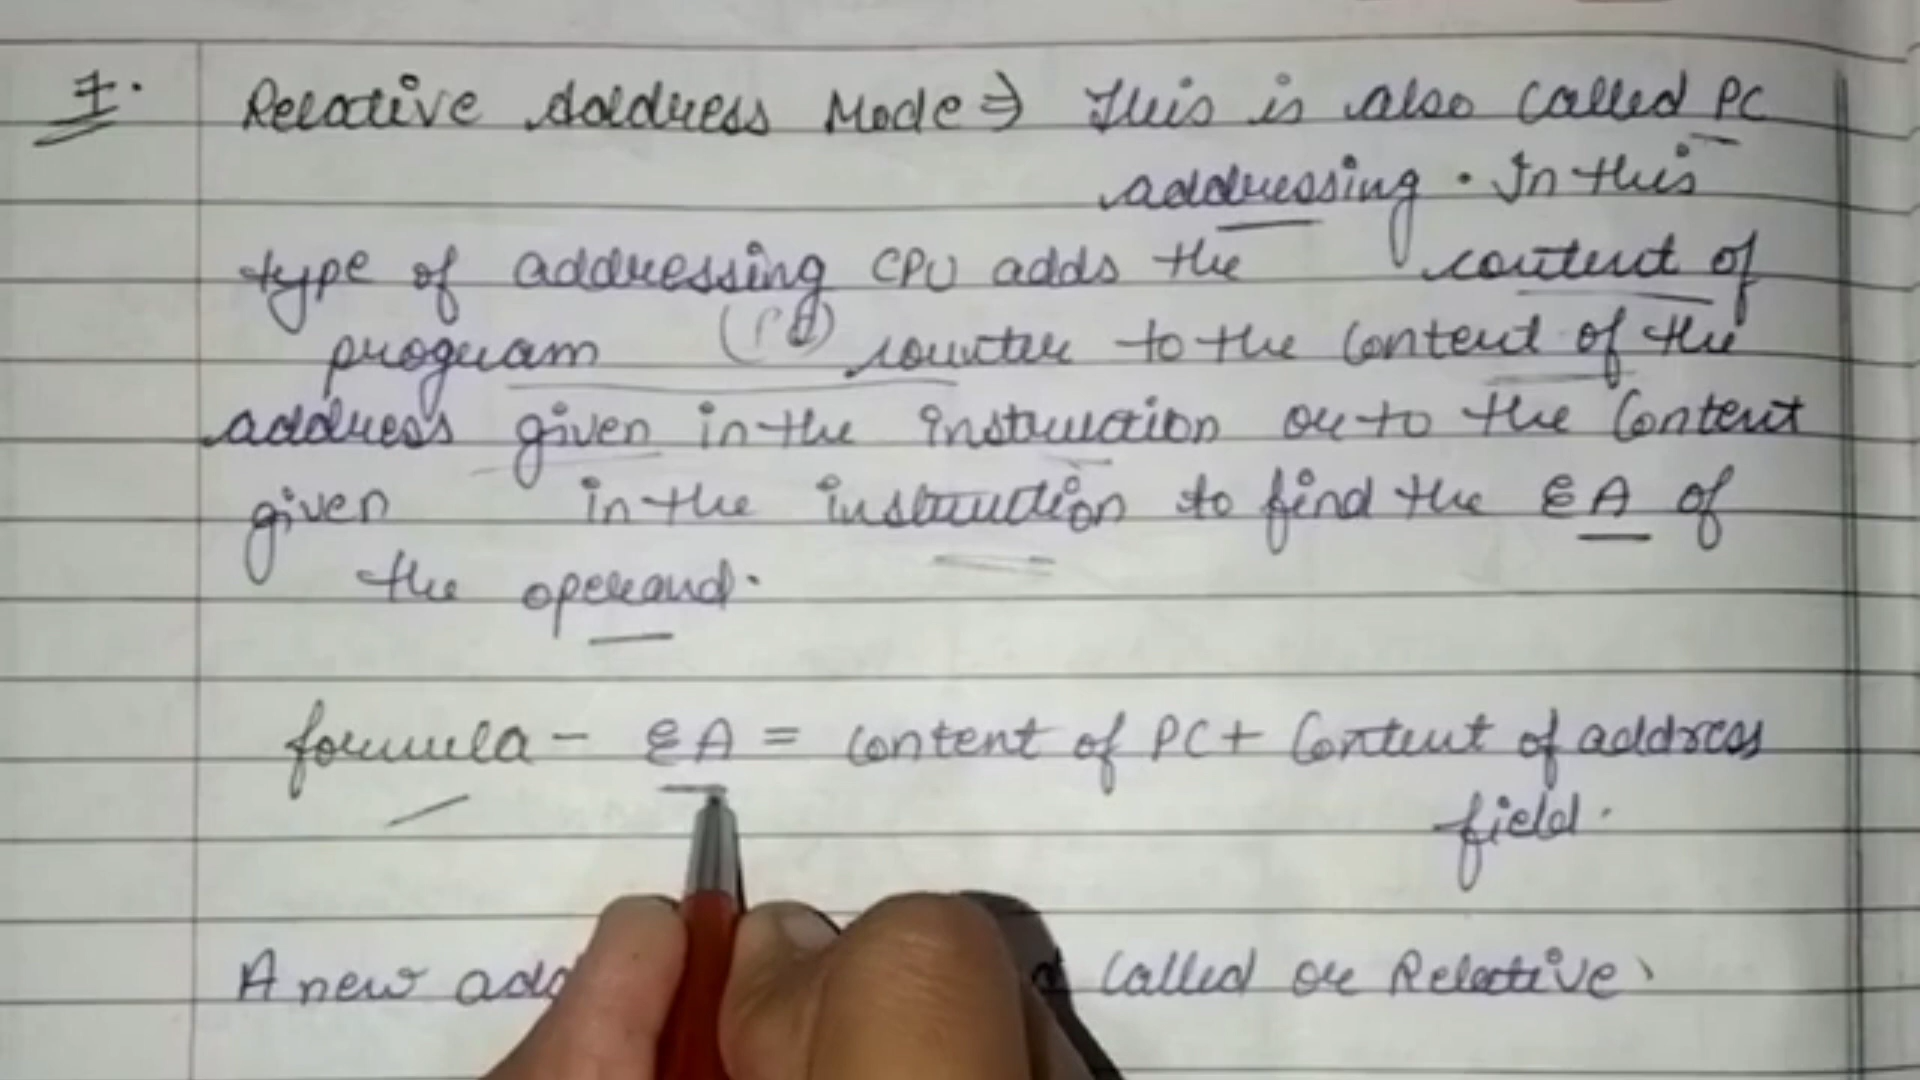 7. Relative Address Mode ⇒ This is also called PC
addressing. In this
type of addressing CPU adds the content of
program counter to the content of the
address given in the instruction or to the content
given in the instruction to find the EA of
the operand.
formula - EA = content of PC + Content of address
field.
A new called or Relative